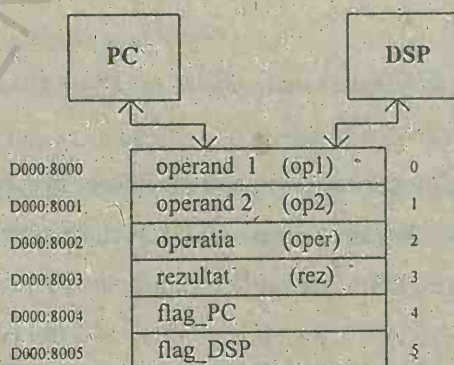 PC DSP
D000:8000 operand 1 (op1) 0
D000:8001 operand 2 (op2) 1
D000:8002 operatia (oper) 2
D000:8003 rezultat (rez) 3
D000:8004 flag_PC 4
D000:8005 flag_DSP 5